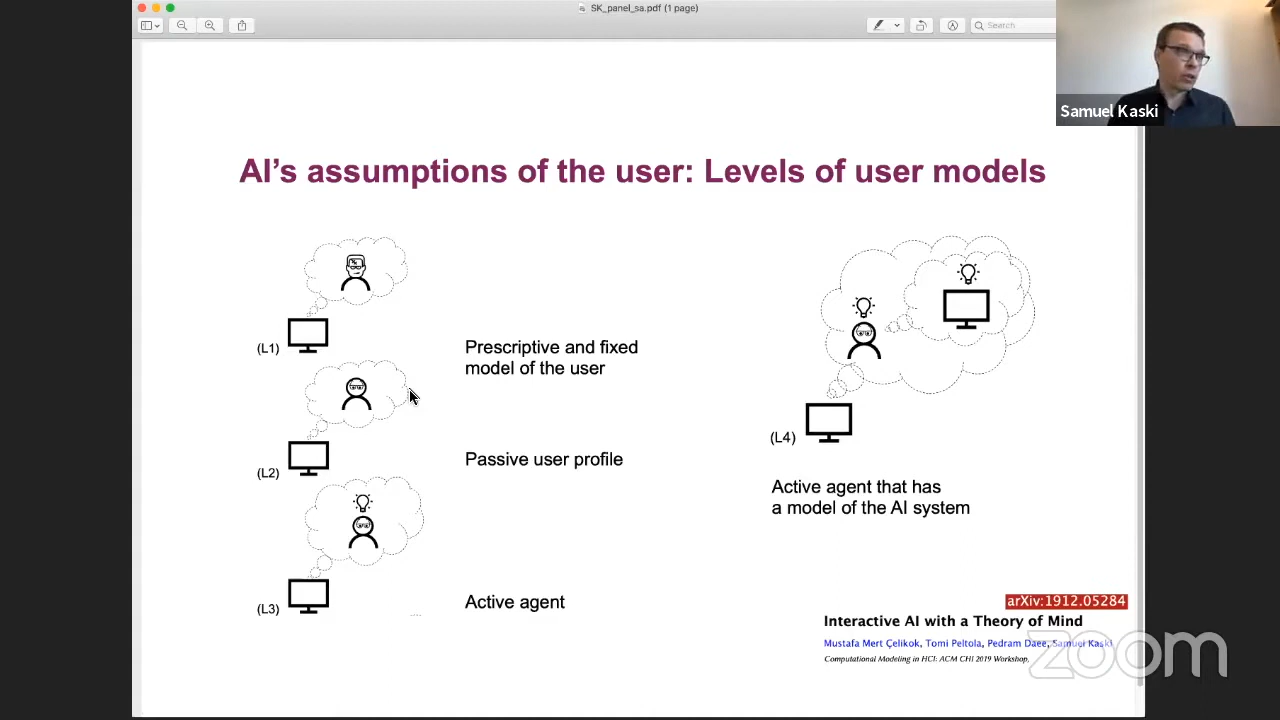 SK_panel_sa.pdf (1 page)
Search
Samuel Kaski
AI’s assumptions of the user: Levels of user models
(L1)
Prescriptive and fixed
model of the user
(L2)
Passive user profile
(L3)
Active agent
(L4)
Active agent that has
a model of the AI system
arXiv:1912.05284
Interactive AI with a Theory of Mind
Mustafa Mert Çelikok, Tomi Peltola, Pedram Daee, Samuel Kaski
Computational Modeling in HCI: ACM CHI 2019 Workshop.
zoom